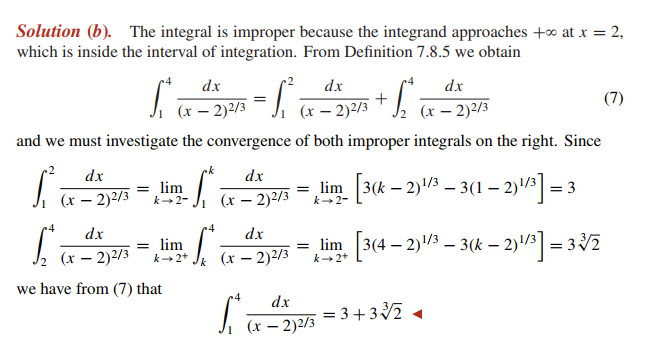 Solution (b). The integral is improper because the integrand approaches +∞ at x = 2,
which is inside the interval of integration. From Definition 7.8.5 we obtain
∫₁⁴ dx/(x − 2)^{2/3} = ∫₁² dx/(x − 2)^{2/3} + ∫₂⁴ dx/(x − 2)^{2/3} (7)
and we must investigate the convergence of both improper integrals on the right. Since
∫₁² dx/(x − 2)^{2/3} = lim_{k→2−} ∫₁ᵏ dx/(x − 2)^{2/3} = lim_{k→2−} [3(k − 2)^{1/3} − 3(1 − 2)^{1/3}] = 3
∫₂⁴ dx/(x − 2)^{2/3} = lim_{k→2+} ∫ₖ⁴ dx/(x − 2)^{2/3} = lim_{k→2+} [3(4 − 2)^{1/3} − 3(k − 2)^{1/3}] = 3∛2
we have from (7) that
∫₁⁴ dx/(x − 2)^{2/3} = 3 + 3∛2 ◄